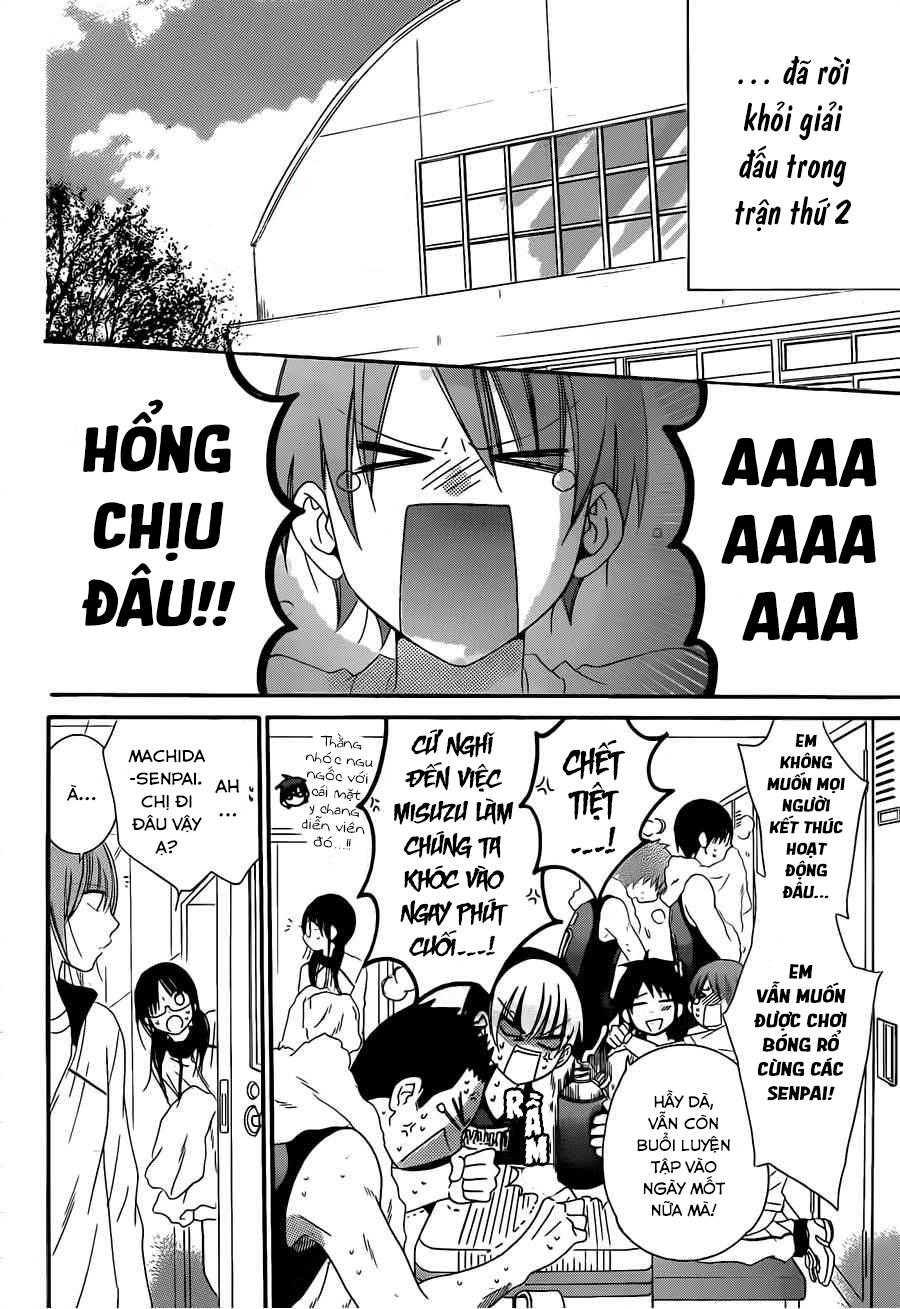 ... đã rời
khỏi giải
đấu trong
trận thứ 2
AAAA
AAAA
AAA
HỔNG
CHỊU
ĐÂU!!
EM
KHÔNG
MUỐN MỌI
NGƯỜI
KẾT THÚC
HOẠT
ĐỘNG
ĐÂU...
EM
VẪN MUỐN
ĐƯỢC CHƠI
BÓNG RỔ
CÙNG CÁC
SENPAI!
HẦY DÀ,
VẪN CÒN
BUỔI LUYỆN
TẬP VÀO
NGÀY MỐT
NỮA MÀ!
CHẾT
TIỆT
...!
CỨ NGHĨ
ĐẾN VIỆC
MISUZU LÀM
CHÚNG TA
KHÓC VÀO
NGAY PHÚT
CUỐI...!
RẦM
Thằng
nhóc ngu
ngốc với
cái mặt
y chang
diễn viên
đó...!!
AH
...
MACHIDA
-SENPAI.
CHỊ ĐI
ĐÂU VẬY
Ạ?
À...